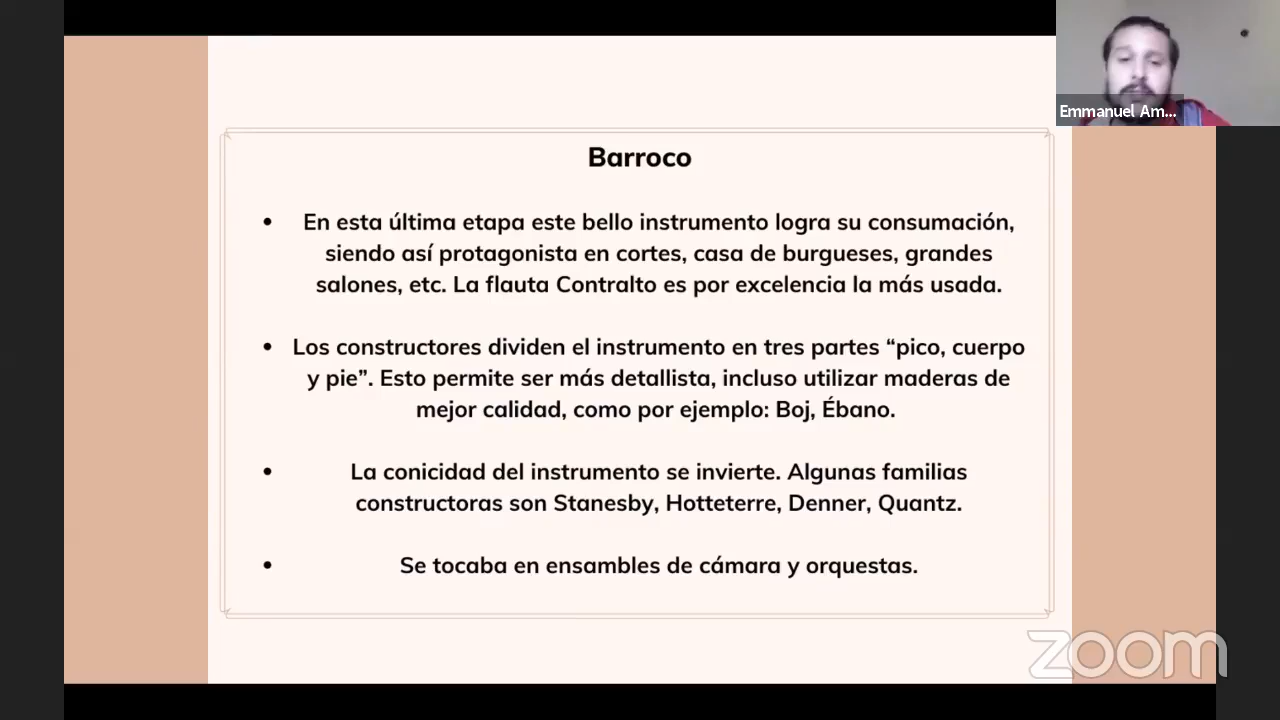 Emmanuel Am...
Barroco
• En esta última etapa este bello instrumento logra su consumación,
siendo así protagonista en cortes, casa de burgueses, grandes
salones, etc. La flauta Contralto es por excelencia la más usada.
• Los constructores dividen el instrumento en tres partes “pico, cuerpo
y pie”. Esto permite ser más detallista, incluso utilizar maderas de
mejor calidad, como por ejemplo: Boj, Ébano.
• La conicidad del instrumento se invierte. Algunas familias
constructoras son Stanesby, Hotteterre, Denner, Quantz.
• Se tocaba en ensambles de cámara y orquestas.
zoom